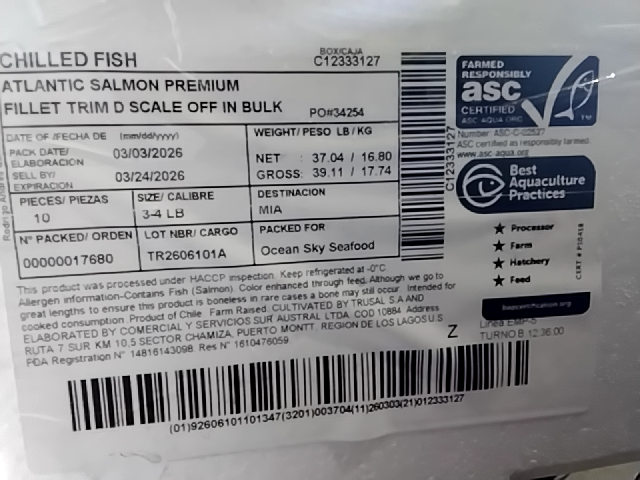 CHILLED FISH
BOX/CAJA
C12333127
ATLANTIC SALMON PREMIUM
FILLET TRIM D SCALE OFF IN BULK
PO#34254
DATE OF /FECHA DE (mm/dd/yyyy)
PACK DATE/ ELABORACION 03/03/2026
SELL BY/ EXPIRACION 03/24/2026
WEIGHT/ PESO LB / KG
NET : 37.04 / 16.80
GROSS: 39.11 / 17.74
PIECES/ PIEZAS
10
SIZE/ CALIBRE
3-4 LB
DESTINACION
MIA
Nº PACKED/ ORDEN
00000017680
LOT NBR/ CARGO
TR2606101A
PACKED FOR
Ocean Sky Seafood
C12333127
This product was processed under HACCP inspection. Keep refrigerated at -0°C.
Allergen information-Contains Fish (Salmon). Color enhanced through feed. Although we go to
great lengths to ensure this product is boneless in rare cases a bone may still occur. Intended for
cooked consumption. Product of Chile. Farm Raised. CULTIVATED BY TRUSAL S.A AND
ELABORATED BY COMERCIAL Y SERVICIOS SUR AUSTRAL LTDA. COD 10884 Address
RUTA 7 SUR KM 10,5 SECTOR CHAMIZA, PUERTO MONTT, REGION DE LOS LAGOS U S
FDA Registration N° 14816143098. Res N° 1610476059
Z
Linea
TURNO B 12:36:00
(01)92606101101347(3201)003704(11)260303(21)012333127
FARMED
RESPONSIBLY
asc
CERTIFIED
ASC-AQUA.ORG
TM
Number: ASC-C-02527
ASC certified as responsibly farmed.
www.asc-aqua.org
Best
Aquaculture
Practices
★ Processor
★ Farm
★ Hatchery
★ Feed
bapcertification.org